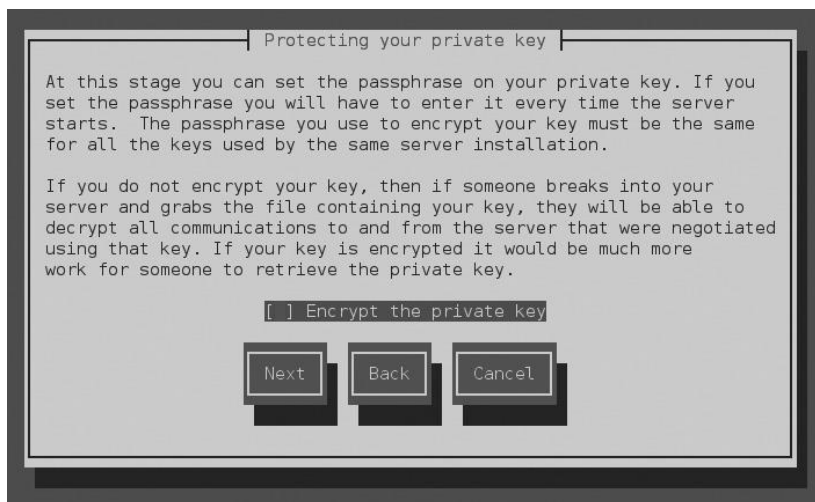 Protecting your private key
At this stage you can set the passphrase on your private key. If you
set the passphrase you will have to enter it every time the server
starts.  The passphrase you use to encrypt your key must be the same
for all the keys used by the same server installation.
If you do not encrypt your key, then if someone breaks into your
server and grabs the file containing your key, they will be able to
decrypt all communications to and from the server that were negotiated
using that key. If your key is encrypted it would be much more
work for someone to retrieve the private key.
[ ] Encrypt the private key
Next Back Cancel